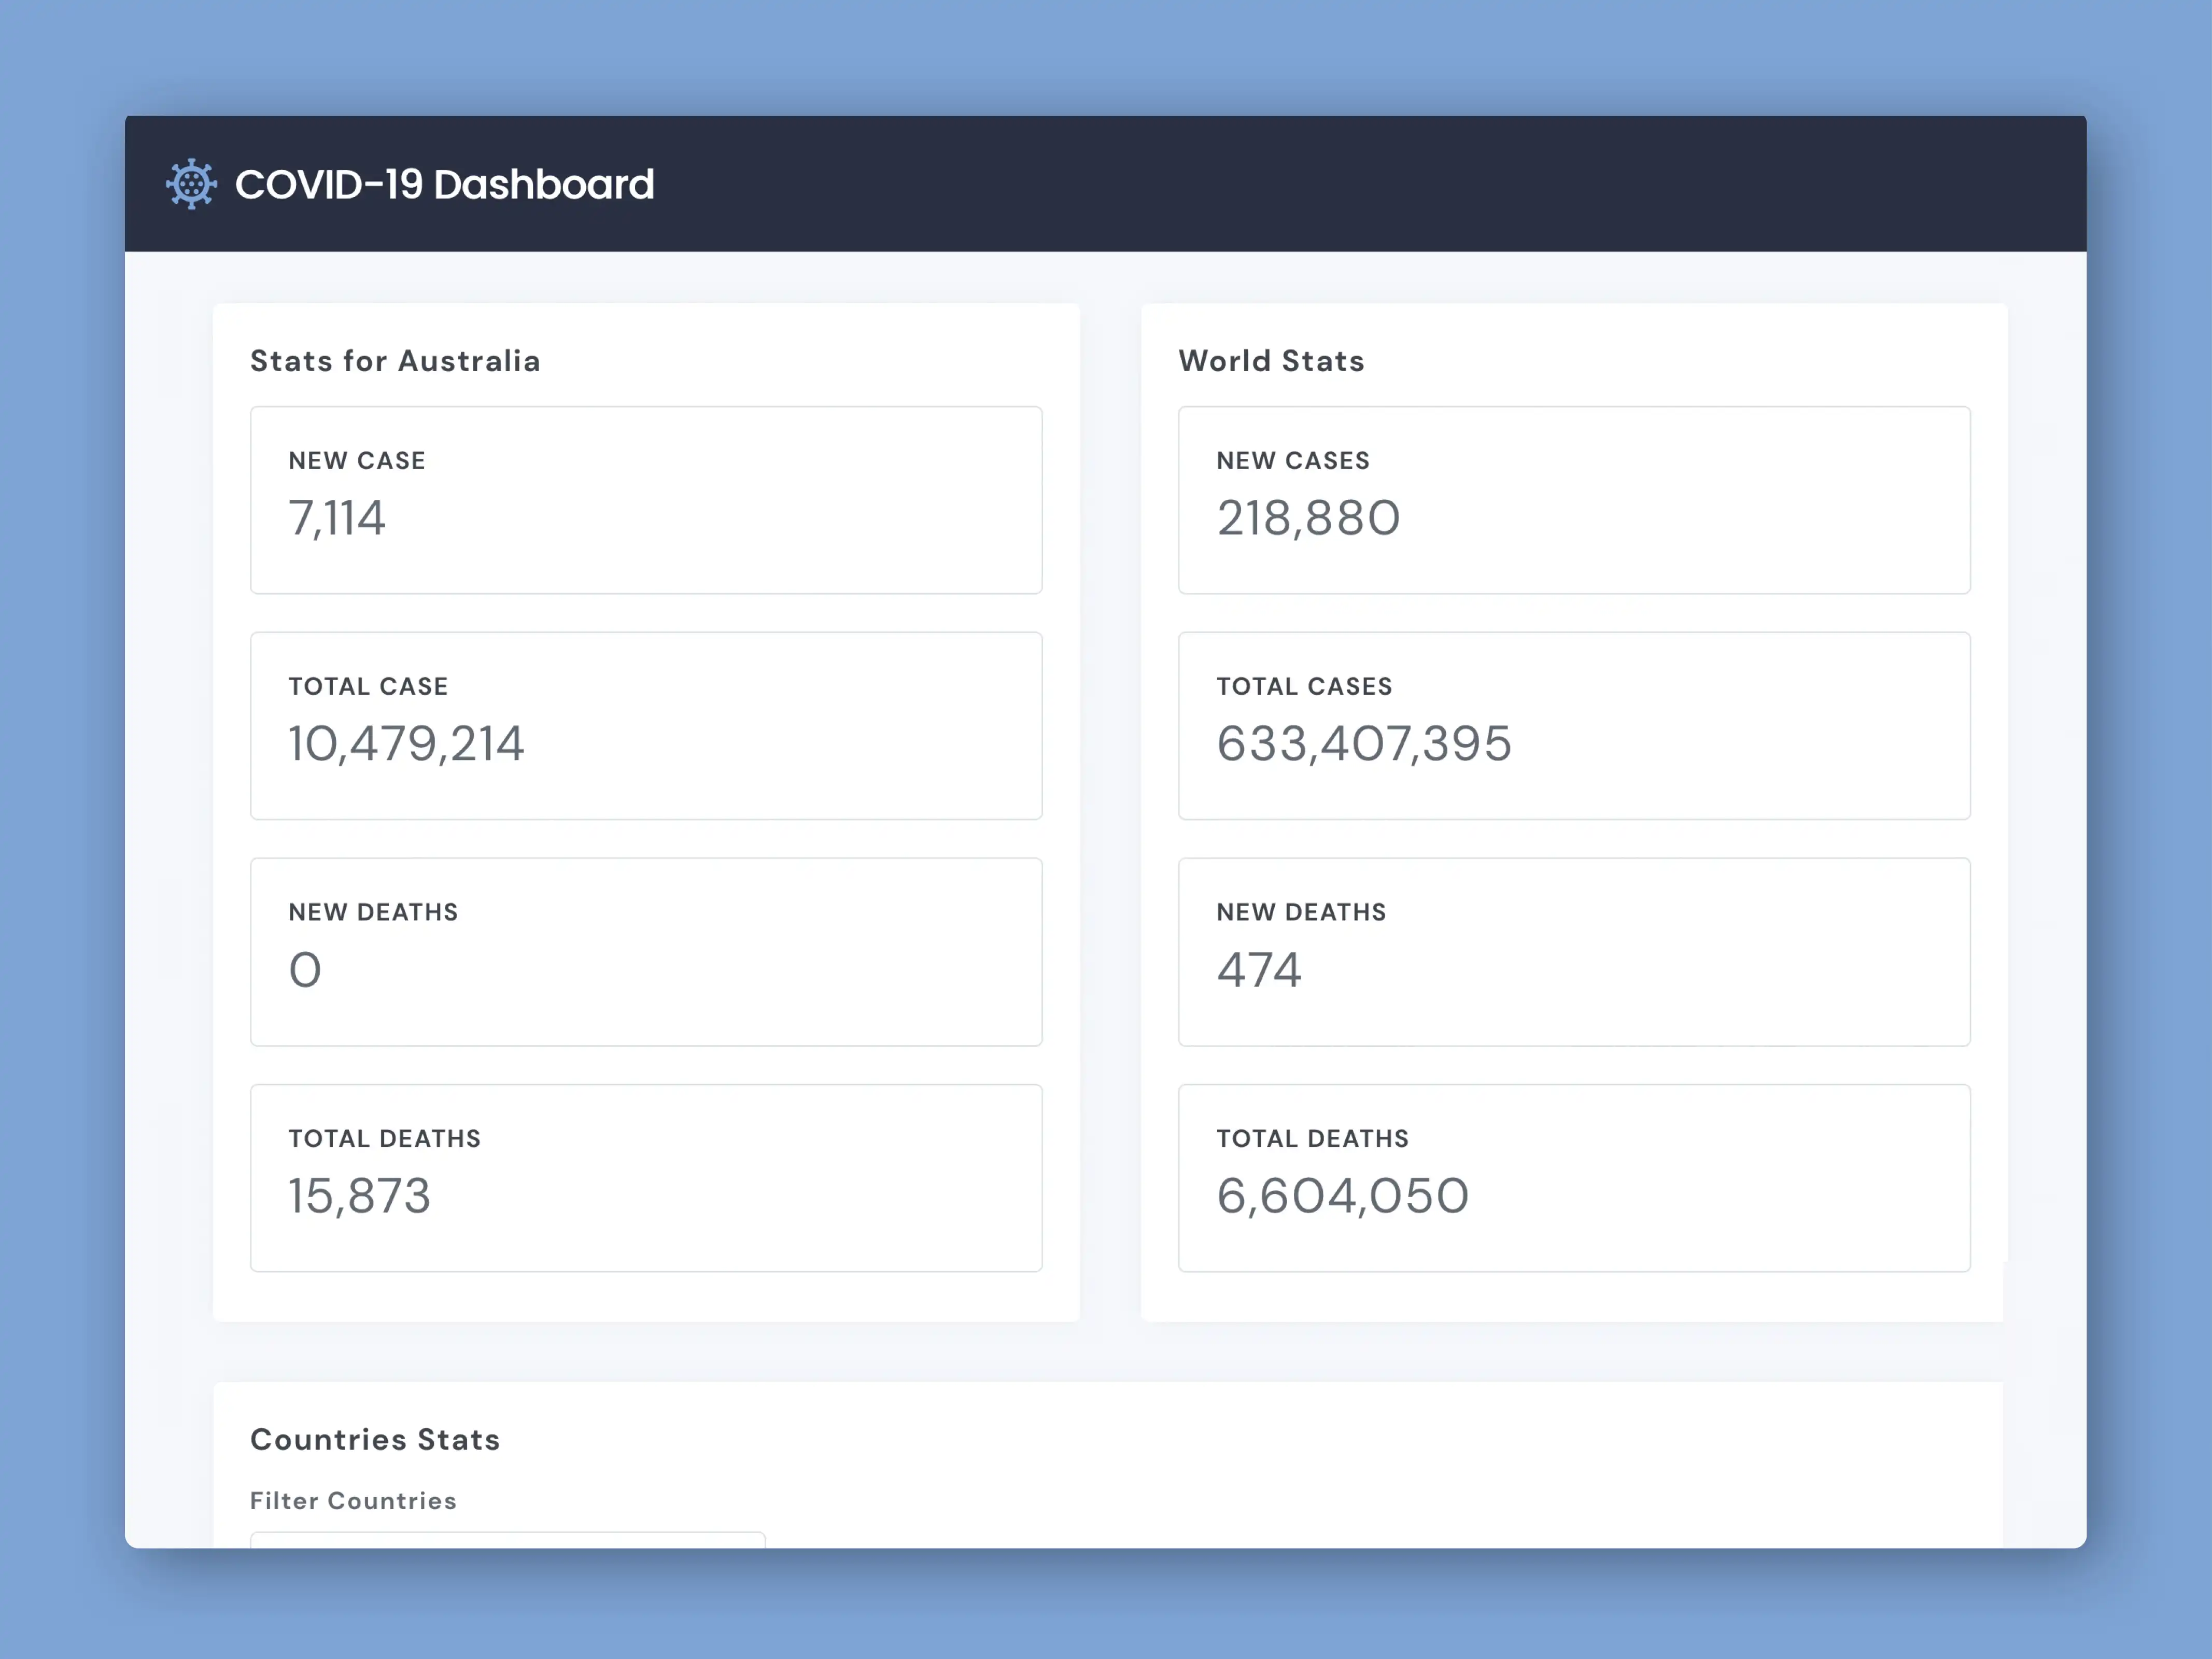 COVID-19 Dashboard
Stats for Australia
NEW CASE
7,114
TOTAL CASE
10,479,214
NEW DEATHS
0
TOTAL DEATHS
15,873
World Stats
NEW CASES
218,880
TOTAL CASES
633,407,395
NEW DEATHS
474
TOTAL DEATHS
6,604,050
Countries Stats
Filter Countries